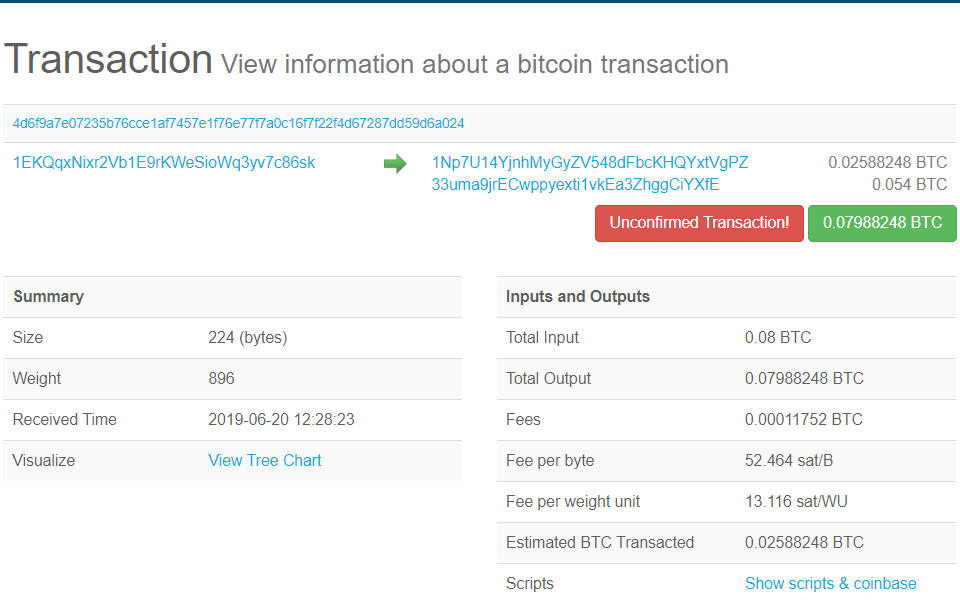 Transaction View information about a bitcoin transaction
4d6f9a7e07235b76cce1af7457e1f76e77f7a0c16f7f22f4d67287dd59d6a024
1EKQqxNixr2Vb1E9rKWeSioWq3yv7c86sk 1Np7U14YjnhMyGyZV548dFbcKHQYxtVgPZ 0.02588248 BTC
33uma9jrECwppyexti1vkEa3ZhggCiYXfE 0.054 BTC
Unconfirmed Transaction! 0.07988248 BTC
Summary
Size 224 (bytes)
Weight 896
Received Time 2019-06-20 12:28:23
Visualize View Tree Chart
Inputs and Outputs
Total Input 0.08 BTC
Total Output 0.07988248 BTC
Fees 0.00011752 BTC
Fee per byte 52.464 sat/B
Fee per weight unit 13.116 sat/WU
Estimated BTC Transacted 0.02588248 BTC
Scripts Show scripts & coinbase